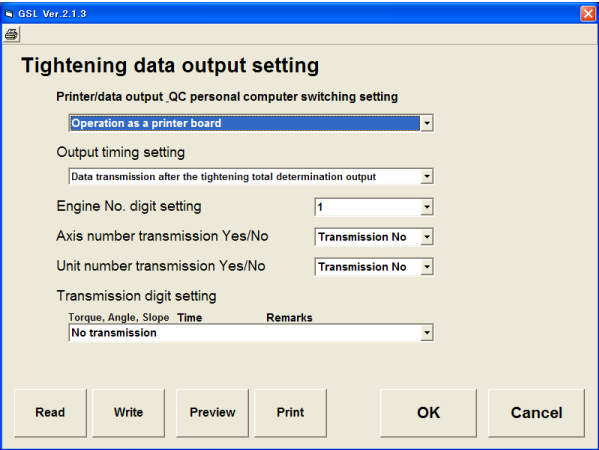 GSL Ver.2.1.3
Tightening data output setting
Printer/data output_QC personal computer switching setting
Operation as a printer board
Output timing setting
Data transmission after the tightening total determination output
Engine No. digit setting 1
Axis number transmission Yes/No Transmission No
Unit number transmission Yes/No Transmission No
Transmission digit setting
Torque, Angle, Slope Time Remarks
No transmission
Read Write Preview Print OK Cancel